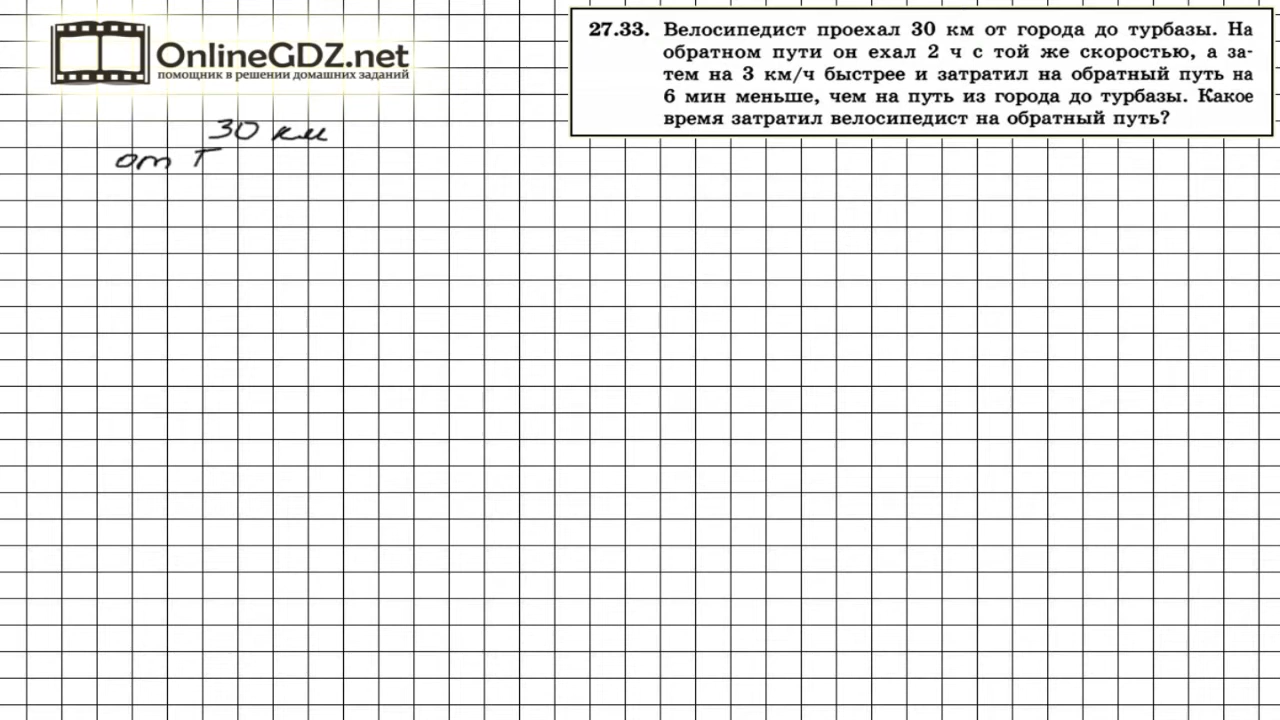 OnlineGDZ.net
помощник в решении домашних заданий
27.33. Велосипедист проехал 30 км от города до турбазы. На
обратном пути он ехал 2 ч с той же скоростью, а за-
тем на 3 км/ч быстрее и затратил на обратный путь на
6 мин меньше, чем на путь из города до турбазы. Какое
время затратил велосипедист на обратный путь?
30 км
от Т